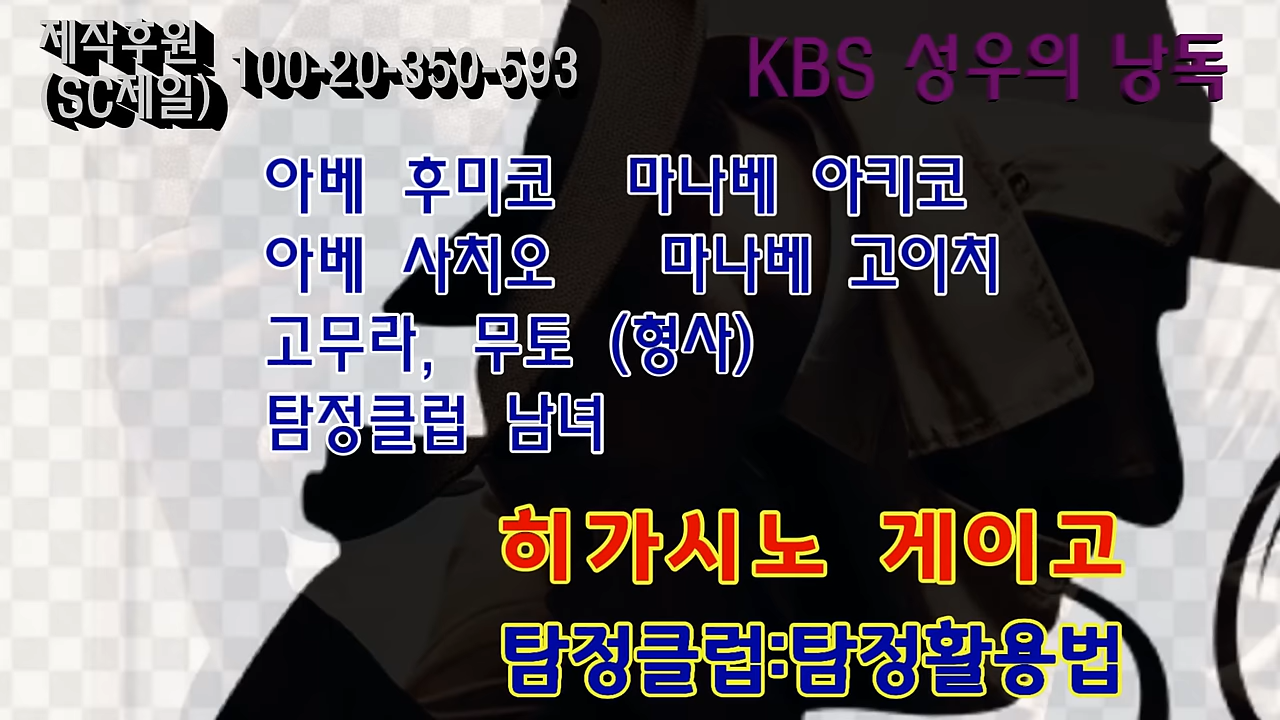 제작후원
(SC제일) 100-20-350-593
KBS 성우의 낭독
아베 후미코 마나베 아키코
아베 사치오 마나베 고이치
고무라, 무토 (형사)
탐정클럽 남녀
히가시노 게이고
탐정클럽:탐정활용법